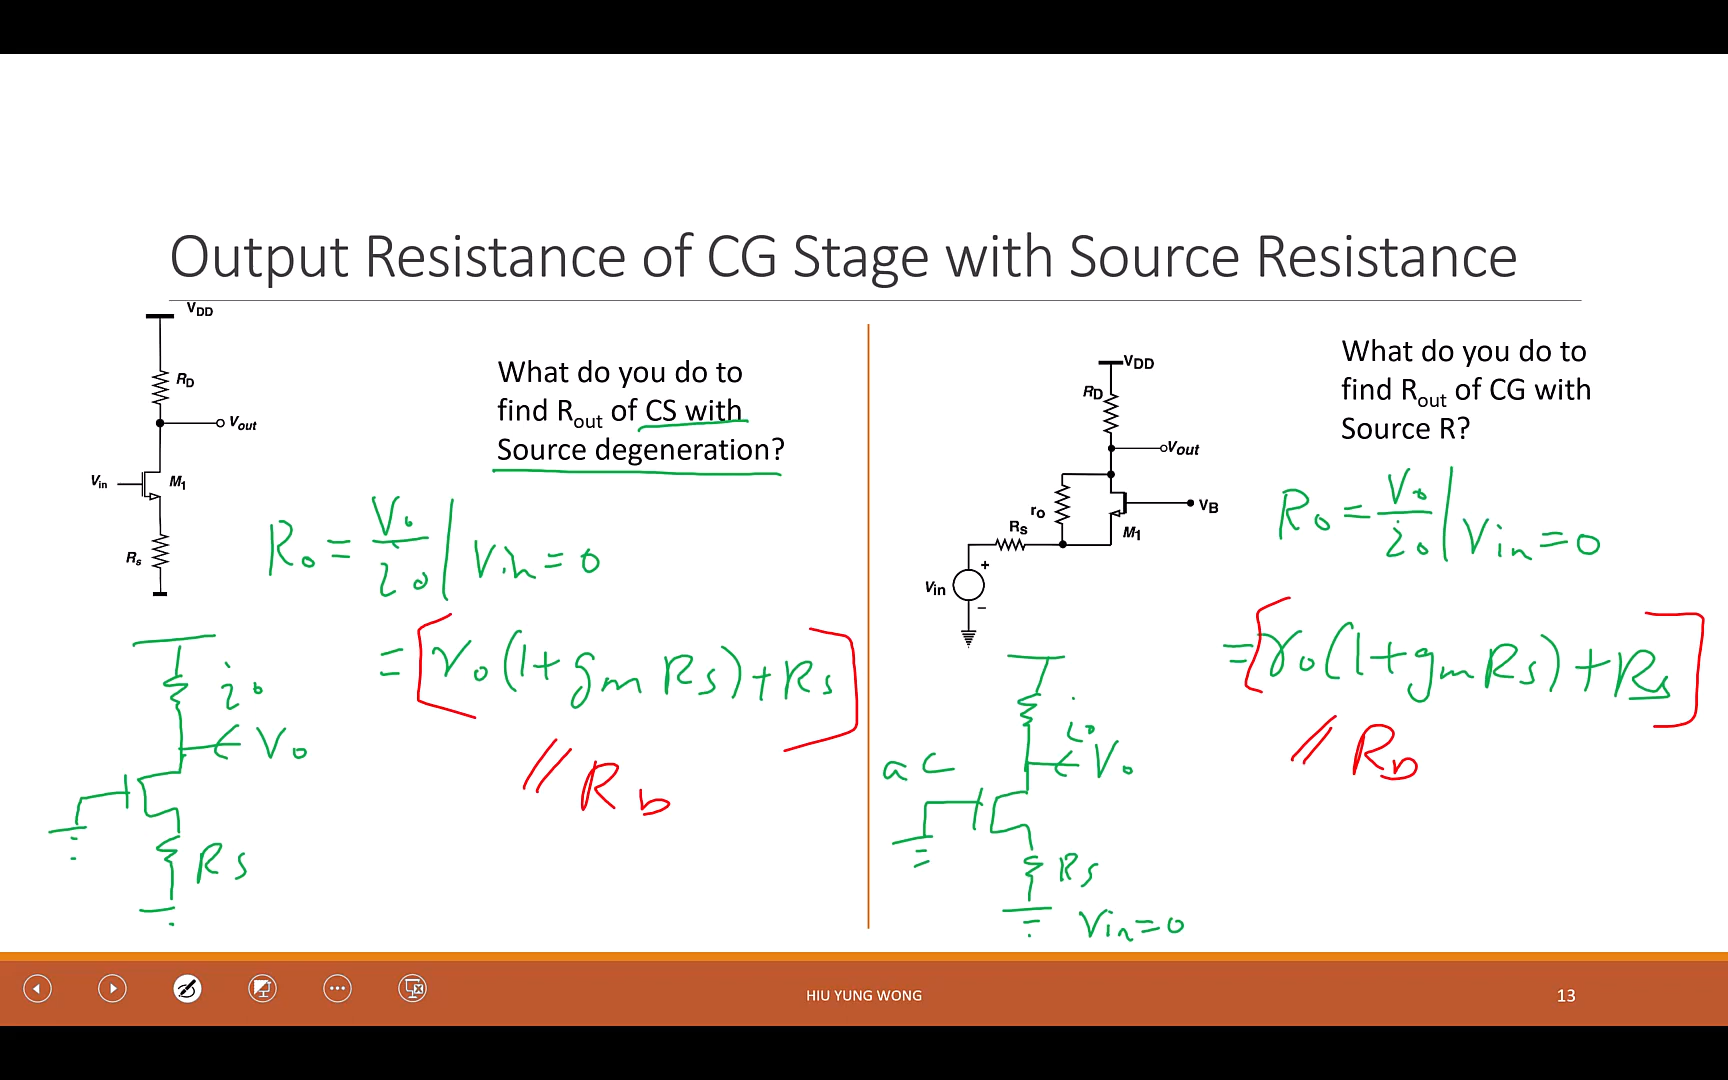 Output Resistance of CG Stage with Source Resistance
VDD
RD
Vout
Vin
M1
Rs
What do you do to
find Rout of CS with
Source degeneration?
Ro = Vo / io | Vin = 0
= [ro (1 + gm Rs) + Rs]
// RD
io
Vo
Rs
VDD
RD
Vout
ro
VB
Rs
M1
Vin
+
−
What do you do to
find Rout of CG with
Source R?
Ro = Vo / io | Vin = 0
= [ro (1 + gm Rs) + Rs]
// RD
io
ac
Vo
Rs
Vin = 0
HIU YUNG WONG
13